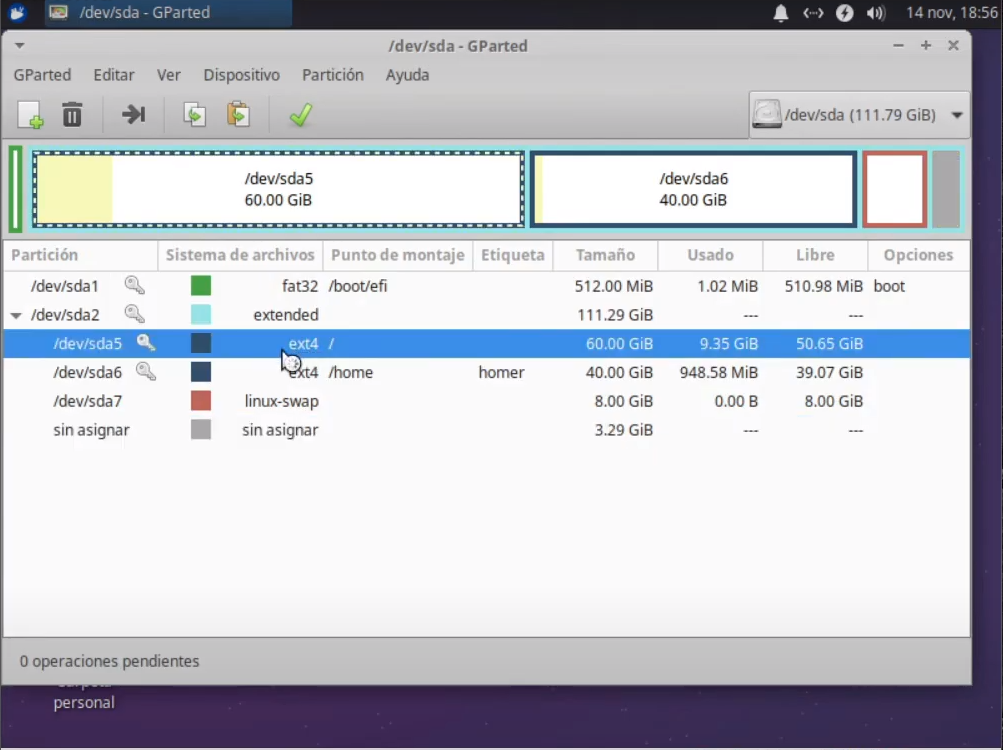 /dev/sda - GParted
14 nov, 18:56
/dev/sda - GParted
GParted Editar Ver Dispositivo Partición Ayuda
/dev/sda (111.79 GiB)
/dev/sda5
60.00 GiB
/dev/sda6
40.00 GiB
Partición Sistema de archivos Punto de montaje Etiqueta Tamaño Usado Libre Opciones
/dev/sda1 fat32 /boot/efi 512.00 MiB 1.02 MiB 510.98 MiB boot
/dev/sda2 extended 111.29 GiB --- ---
/dev/sda5 ext4 / 60.00 GiB 9.35 GiB 50.65 GiB
/dev/sda6 ext4 /home homer 40.00 GiB 948.58 MiB 39.07 GiB
/dev/sda7 linux-swap 8.00 GiB 0.00 B 8.00 GiB
sin asignar sin asignar 3.29 GiB --- ---
0 operaciones pendientes
personal